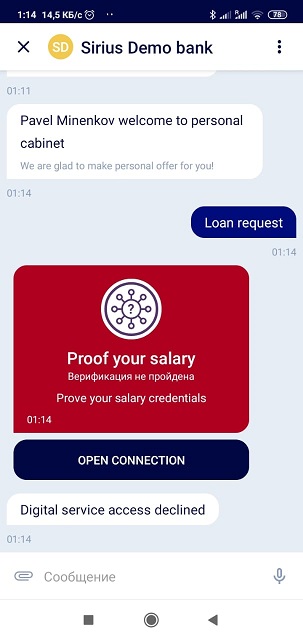 1:14 14,5 КБ/с 78
SD Sirius Demo bank
01:11
Pavel Minenkov welcome to personal
cabinet
We are glad to make personal offer for you!
01:14
Loan request
01:14
?
Proof your salary
Верификация не пройдена
Prove your salary credentials
01:14
OPEN CONNECTION
Digital service access declined
01:14
Сообщение